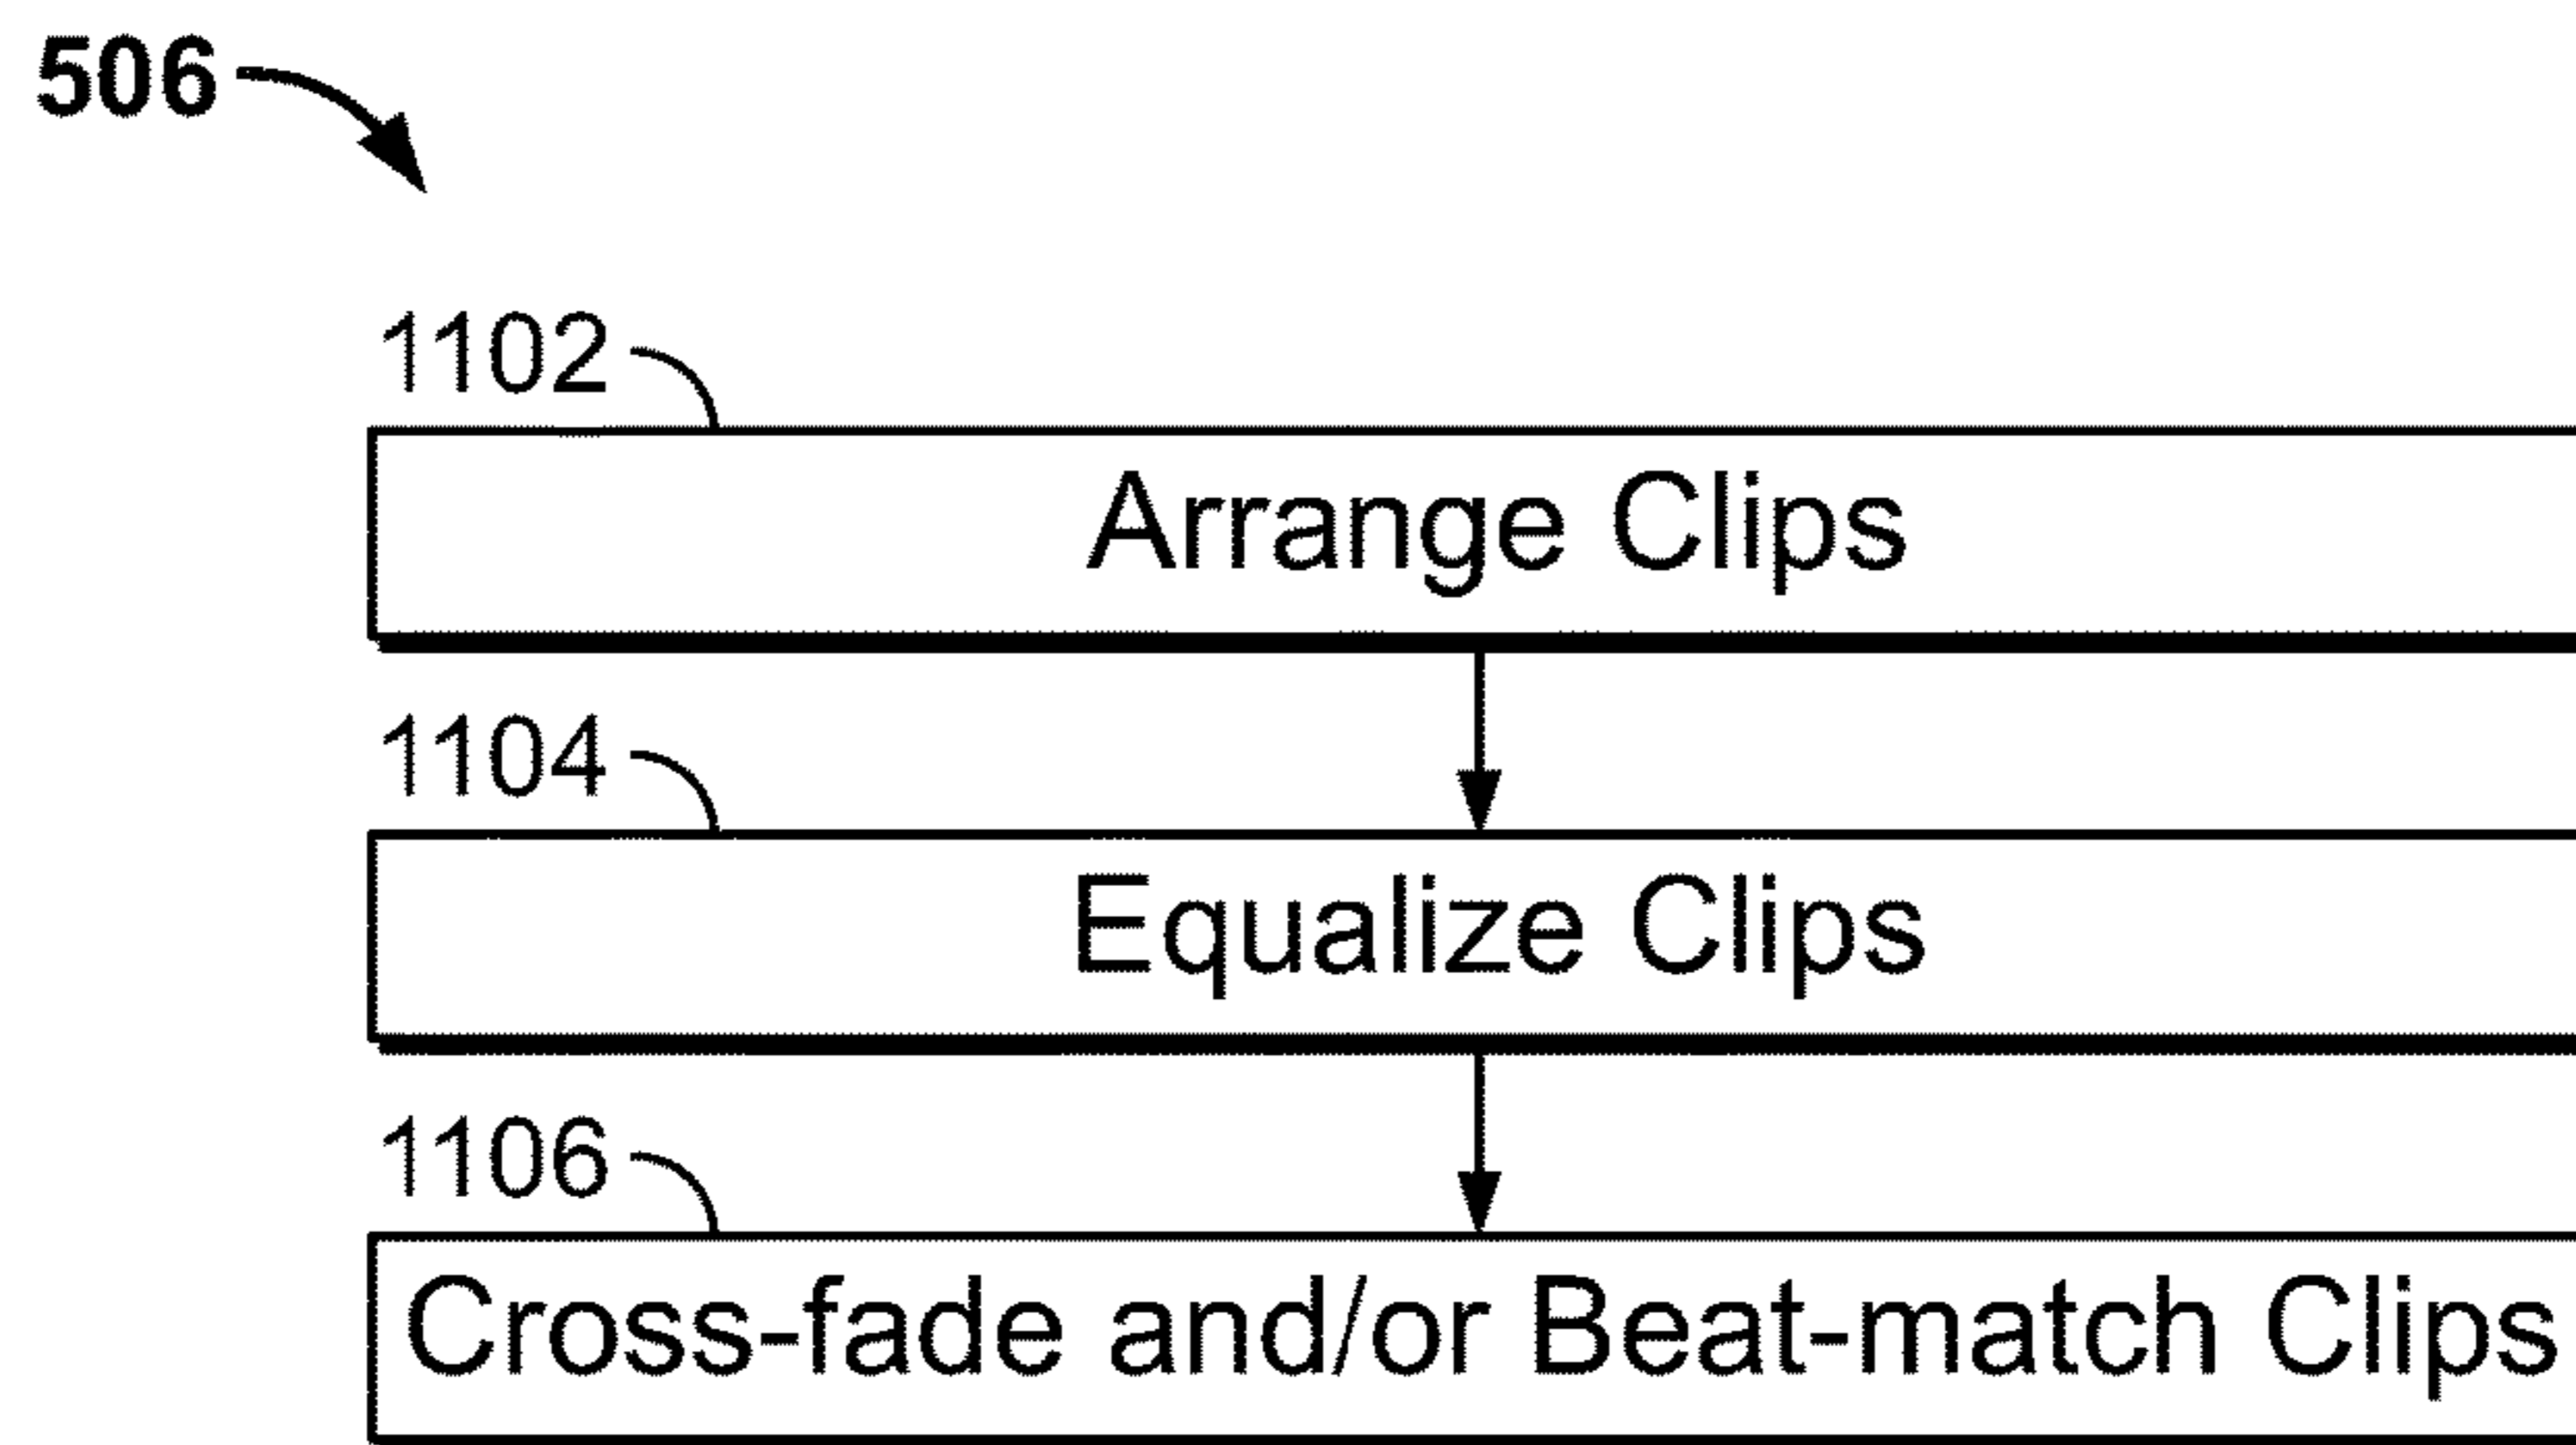 506
1102
Arrange Clips
1104
Equalize Clips
1106
Cross-fade and/or Beat-match Clips